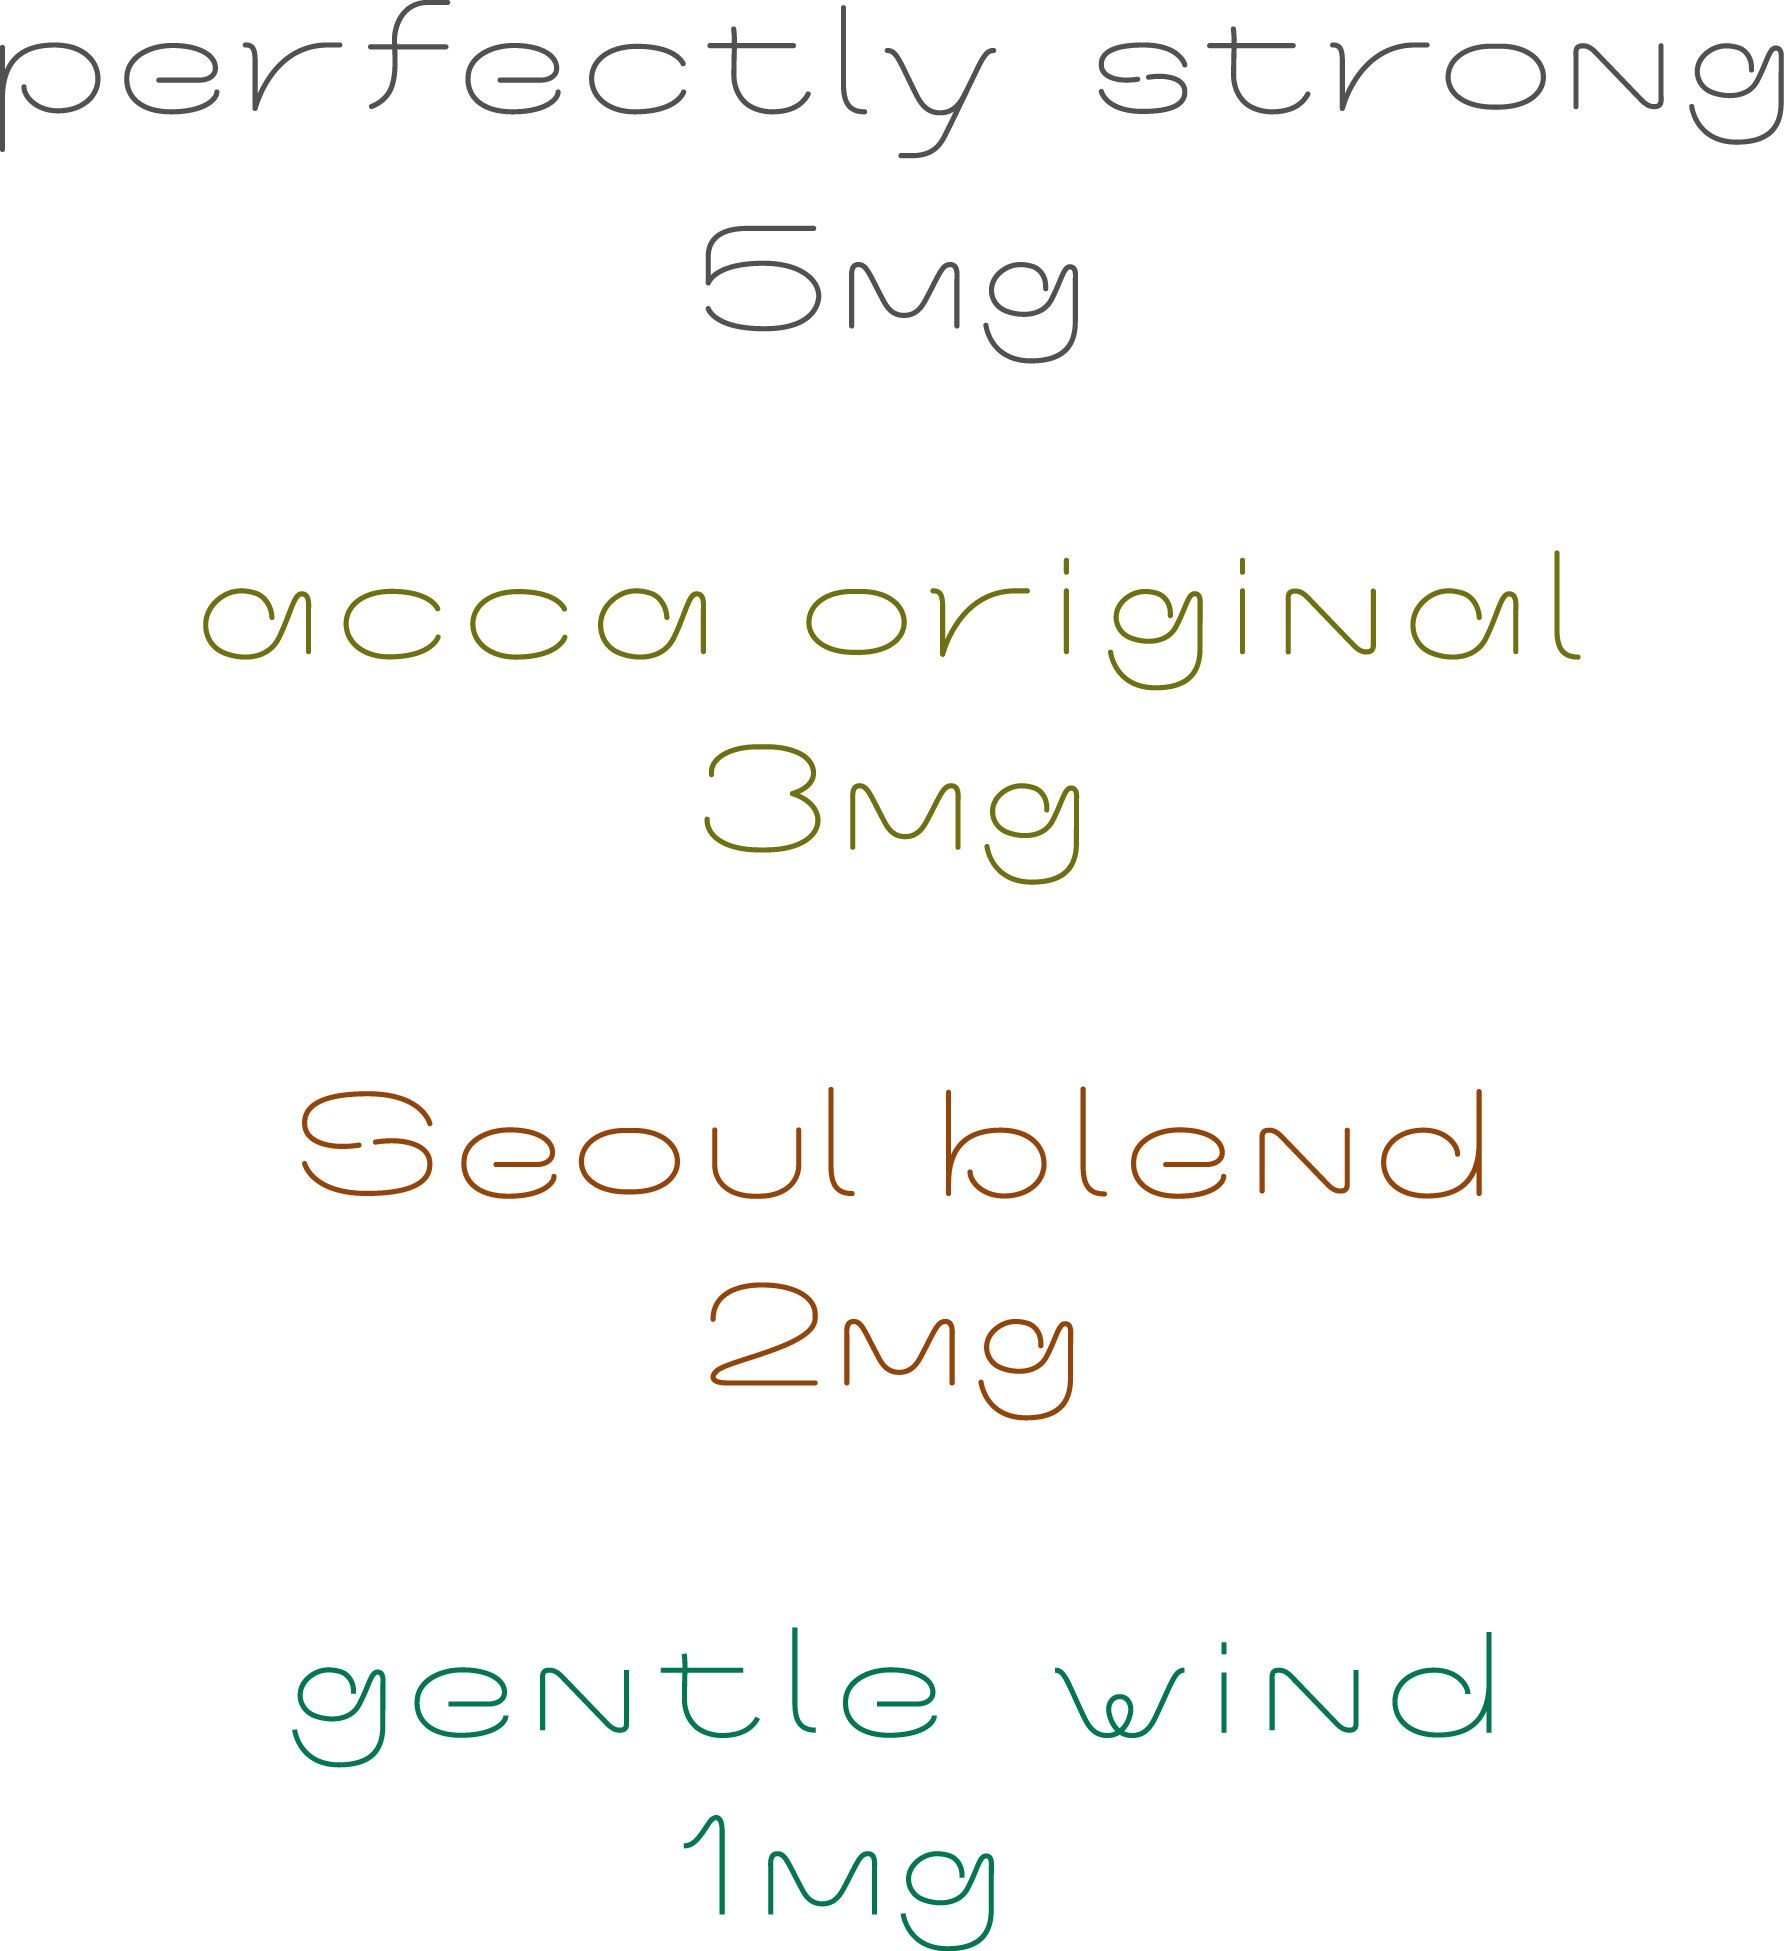 perfectly strong
5mg
acca original
3mg
Seoul blend
2mg
gentle wind
1mg